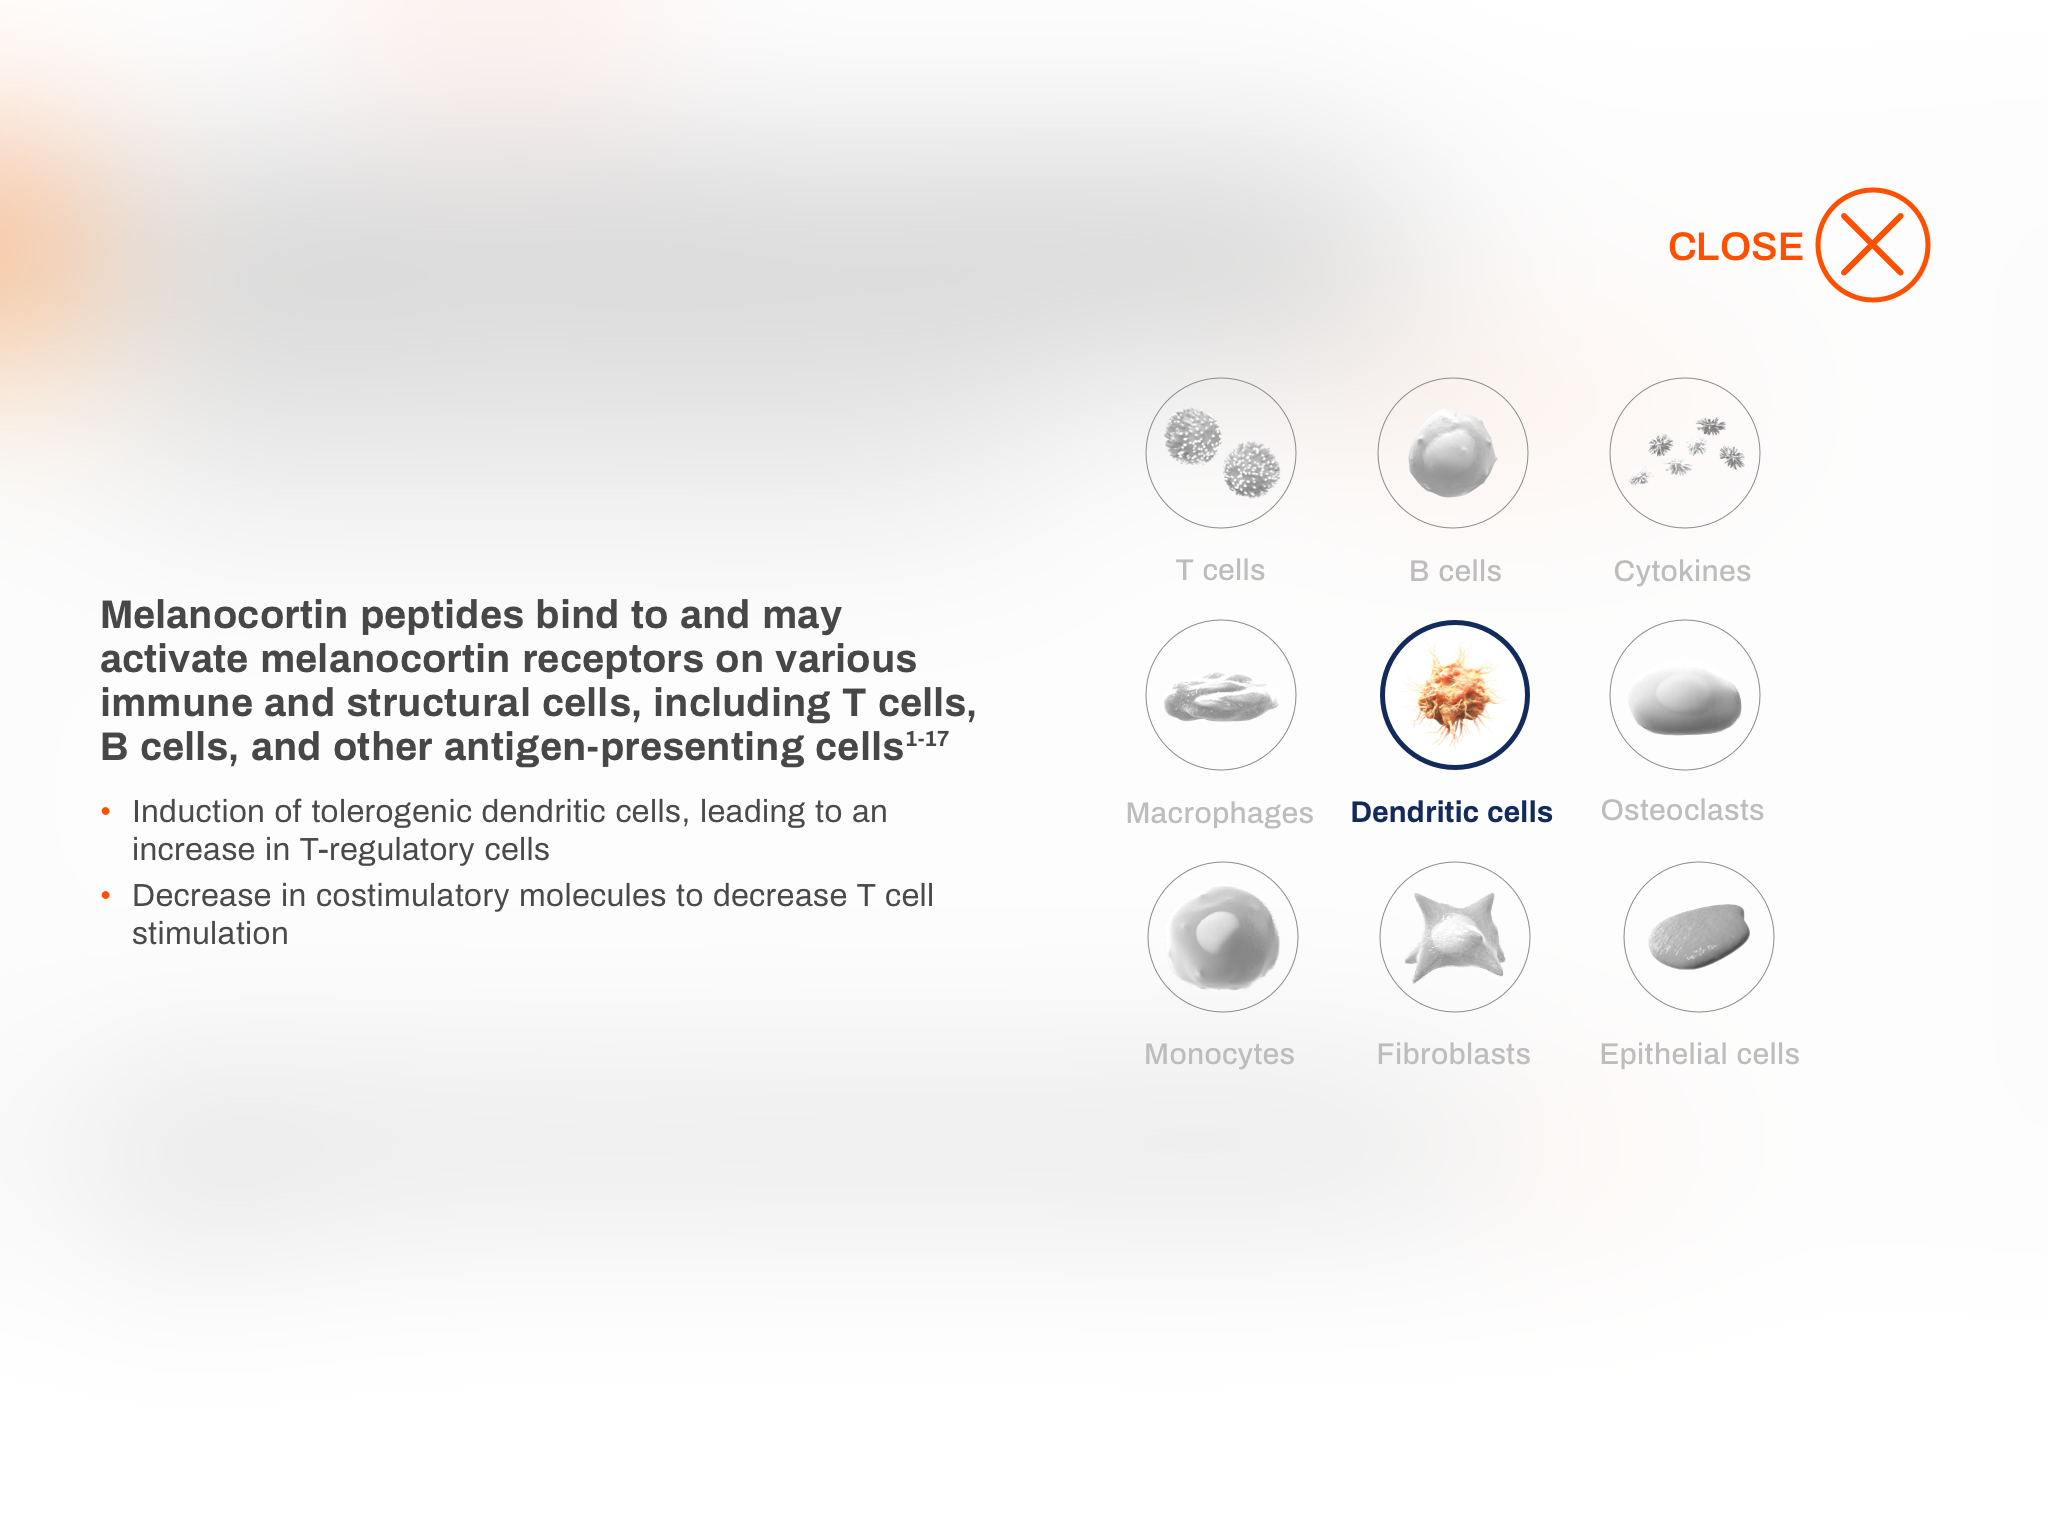 CLOSE
Melanocortin peptides bind to and may
activate melanocortin receptors on various
immune and structural cells, including T cells,
B cells, and other antigen-presenting cells1-17
• Induction of tolerogenic dendritic cells, leading to an
increase in T-regulatory cells
• Decrease in costimulatory molecules to decrease T cell
stimulation
T cells
B cells
Cytokines
Macrophages
Dendritic cells
Osteoclasts
Monocytes
Fibroblasts
Epithelial cells